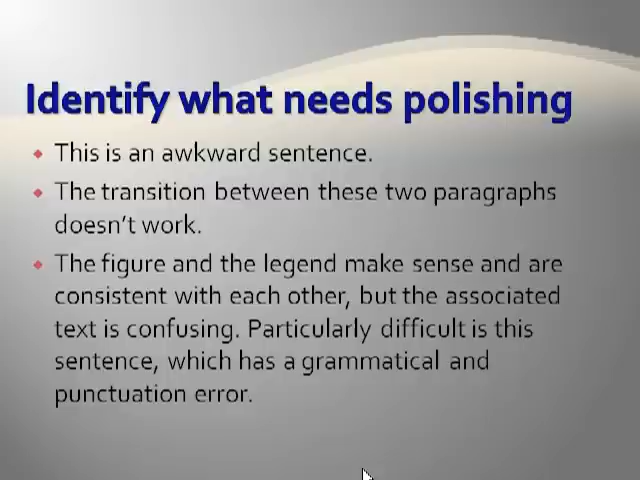 Identify what needs polishing
This is an awkward sentence.
The transition between these two paragraphs
doesn't work.
The figure and the legend make sense and are
consistent with each other, but the associated
text is confusing. Particularly difficult is this
sentence, which has a grammatical and
punctuation error.